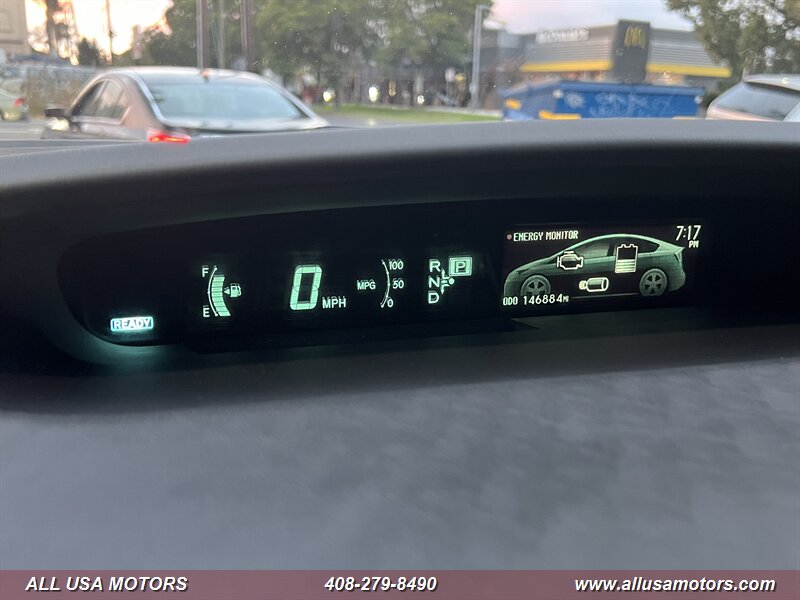 • ENERGY MONITOR 7:17 PM
F
E
0 MPH
MPG 100 50 0
R P
N
D
ODO 146884MI
READY
ALL USA MOTORS 408-279-8490 www.allusamotors.com